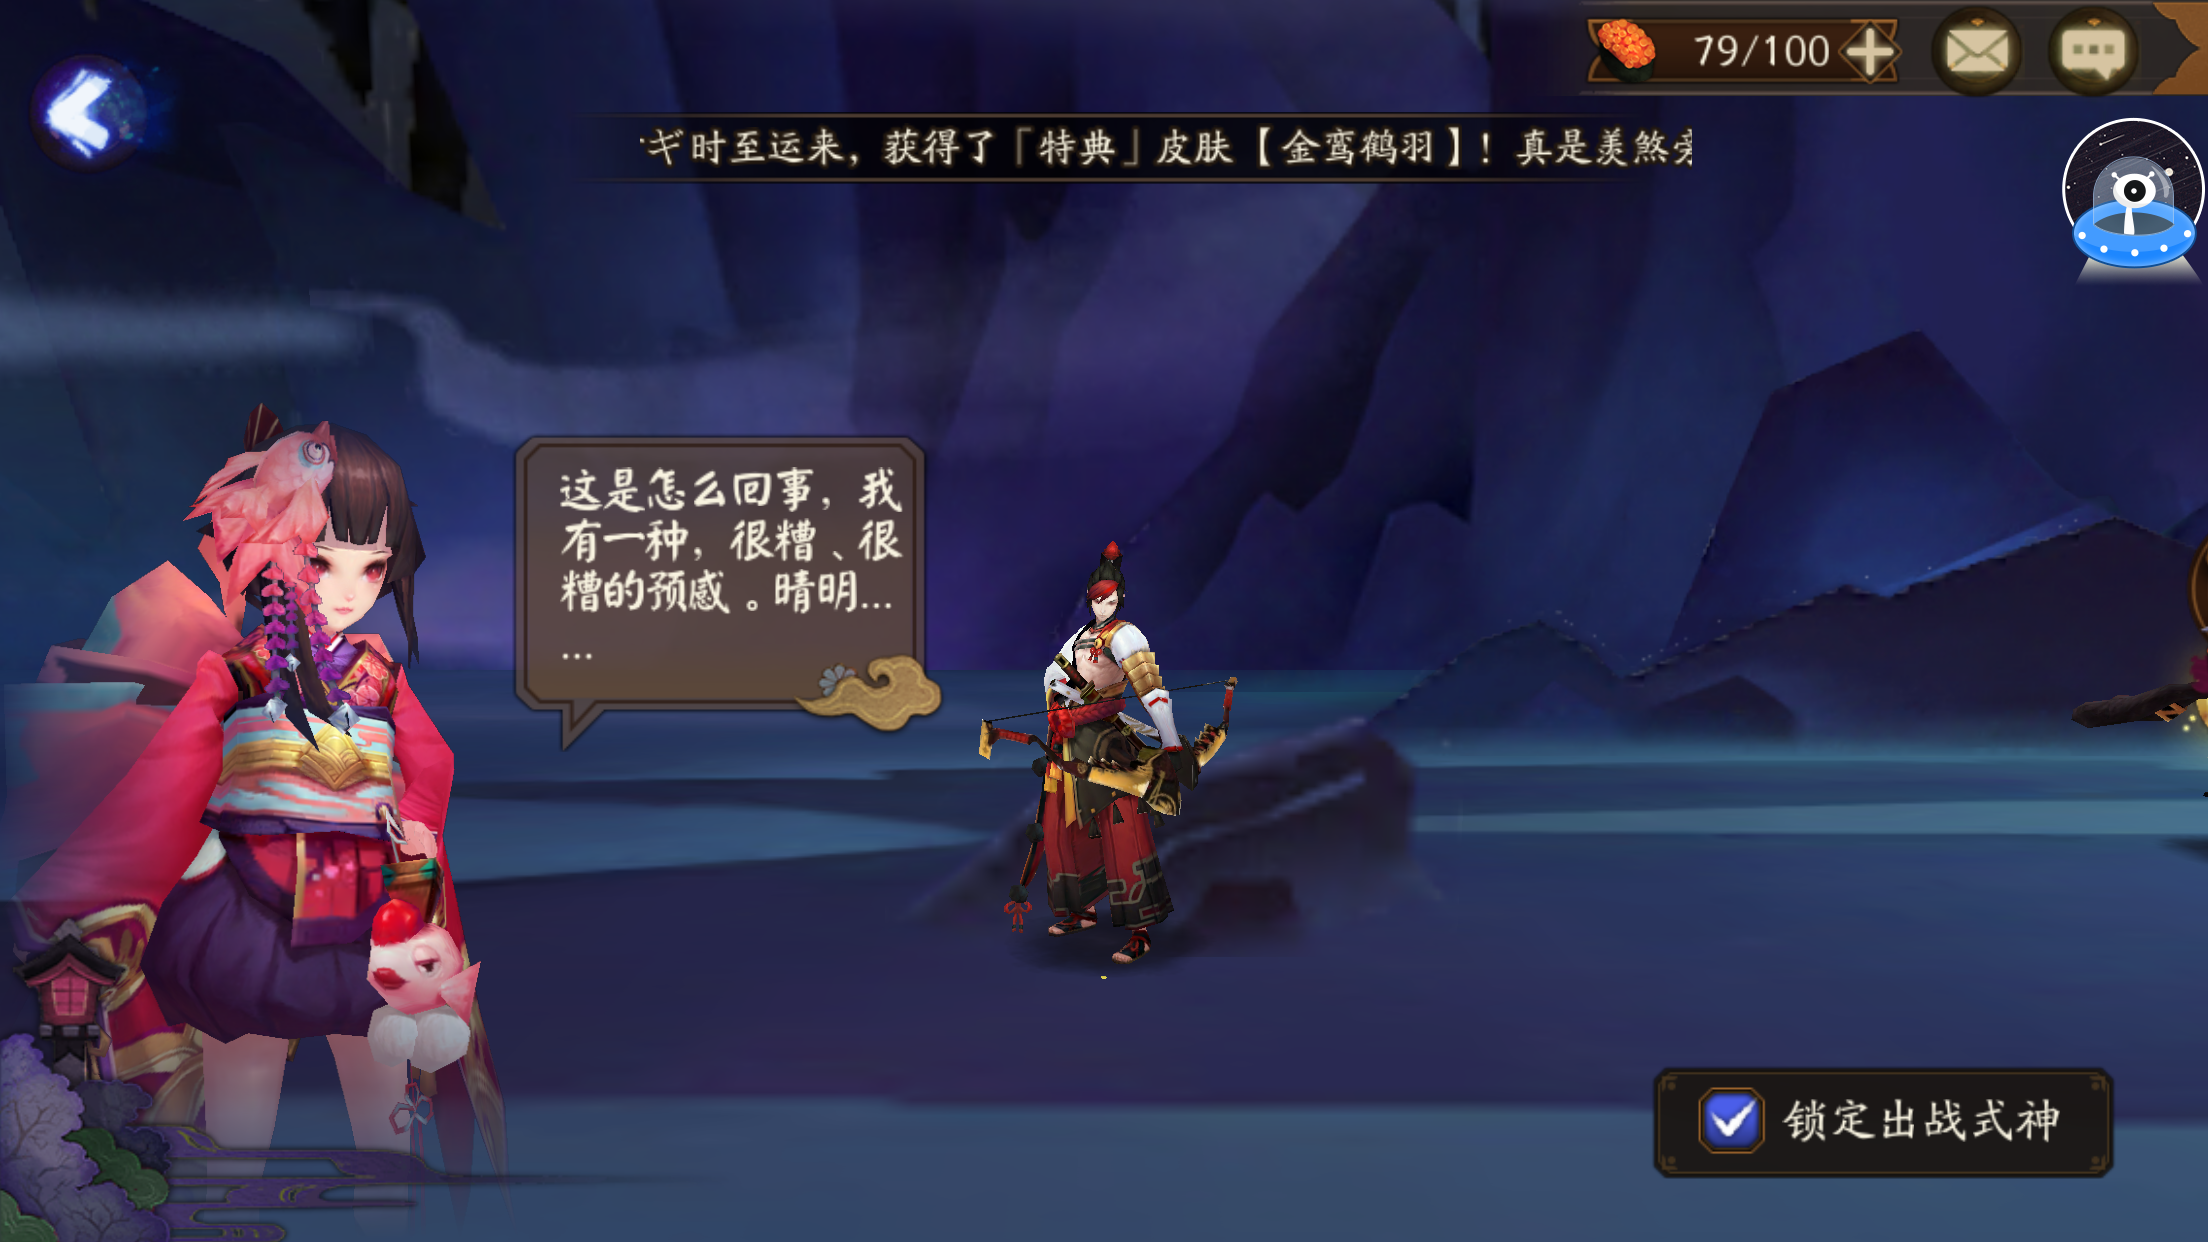 79/100
时至运来，获得了「特典」皮肤【金鸾鹤羽】！真是羡煞
这是怎么回事，我
有一种，很糟、很
糟的预感。晴明...
...
锁定出战式神